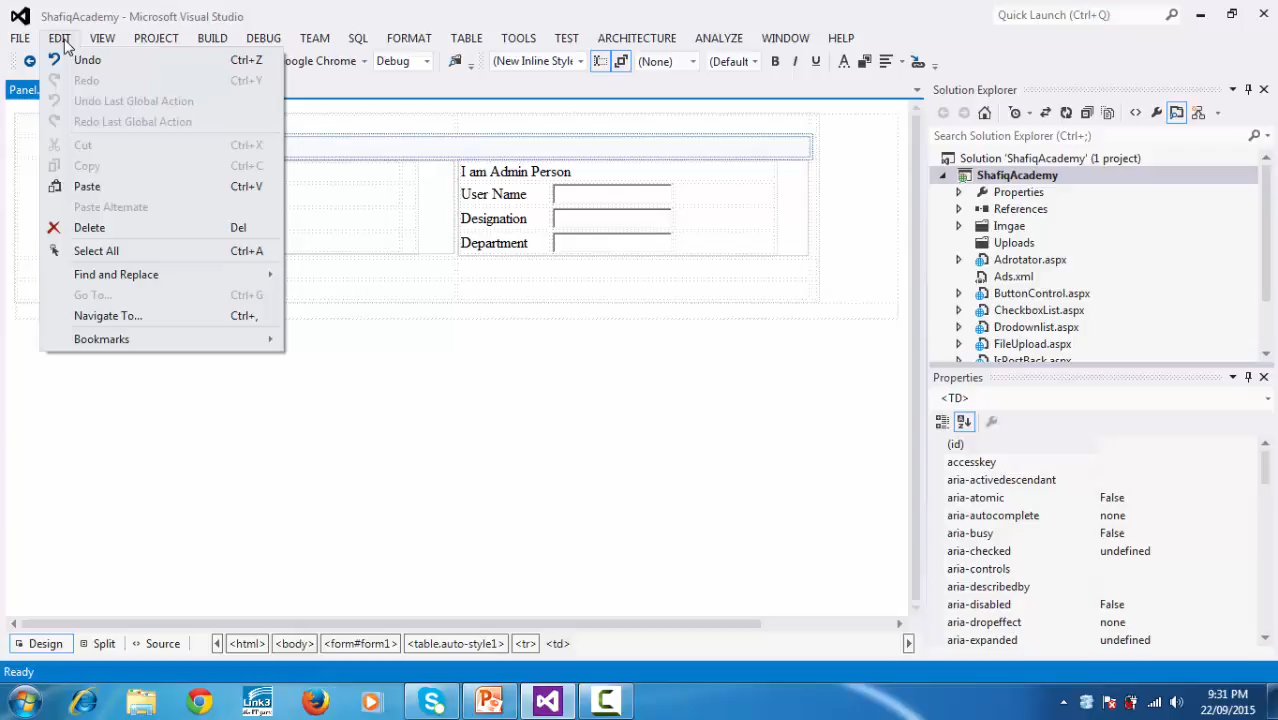 ShafiqAcademy - Microsoft Visual Studio
Quick Launch (Ctrl+Q)
FILE EDIT VIEW PROJECT BUILD DEBUG TEAM SQL FORMAT TABLE TOOLS TEST ARCHITECTURE ANALYZE WINDOW HELP
oogle Chrome Debug (New Inline Style (None) (Default B I U A
Undo Ctrl+Z
Redo Ctrl+Y
Undo Last Global Action
Redo Last Global Action
Cut Ctrl+X
Copy Ctrl+C
Paste Ctrl+V
Paste Alternate
Delete Del
Select All Ctrl+A
Find and Replace
Go To... Ctrl+G
Navigate To... Ctrl+,
Bookmarks
Panel.
I am Admin Person
User Name
Designation
Department
Solution Explorer
Search Solution Explorer (Ctrl+;)
Solution 'ShafiqAcademy' (1 project)
ShafiqAcademy
Properties
References
Imgae
Uploads
Adrotator.aspx
Ads.xml
ButtonControl.aspx
CheckboxList.aspx
Drodownlist.aspx
FileUpload.aspx
IsPostBack.aspx
Properties
<TD>
(id)
accesskey
aria-activedescendant
aria-atomic False
aria-autocomplete none
aria-busy False
aria-checked undefined
aria-controls
aria-describedby
aria-disabled False
aria-dropeffect none
aria-expanded undefined
Design Split Source <html> <body> <form#form1> <table.auto-style1> <tr> <td>
Ready
Link3
9:31 PM
22/09/2015